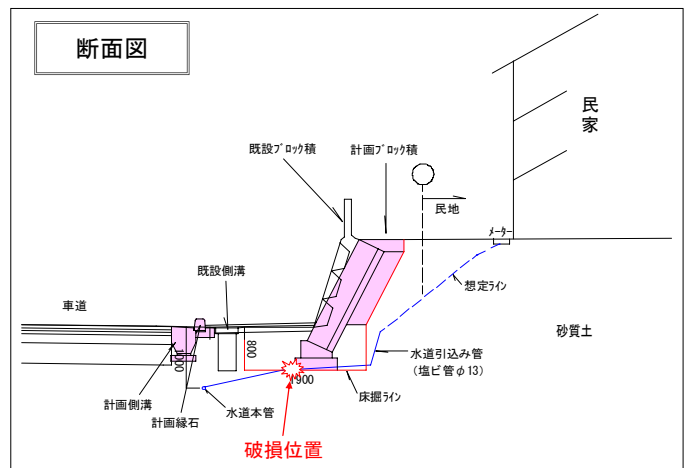 断面図
民家
既設ブロック積
計画ブロック積
民地
メーター
既設側溝
想定ライン
車道
砂質土
800
1000
水道引込み管
（塩ビ管φ13）
1900
床掘ライン
計画側溝
水道本管
計画縁石
破損位置